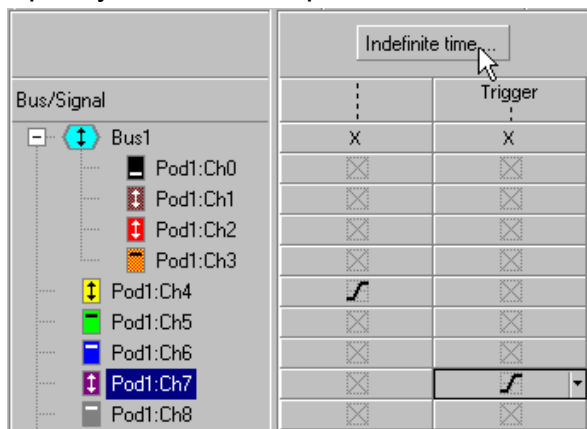 Indefinite time...
Bus/Signal
Trigger
Bus1 X X
Pod1:Ch0
Pod1:Ch1
Pod1:Ch2
Pod1:Ch3
Pod1:Ch4
Pod1:Ch5
Pod1:Ch6
Pod1:Ch7
Pod1:Ch8